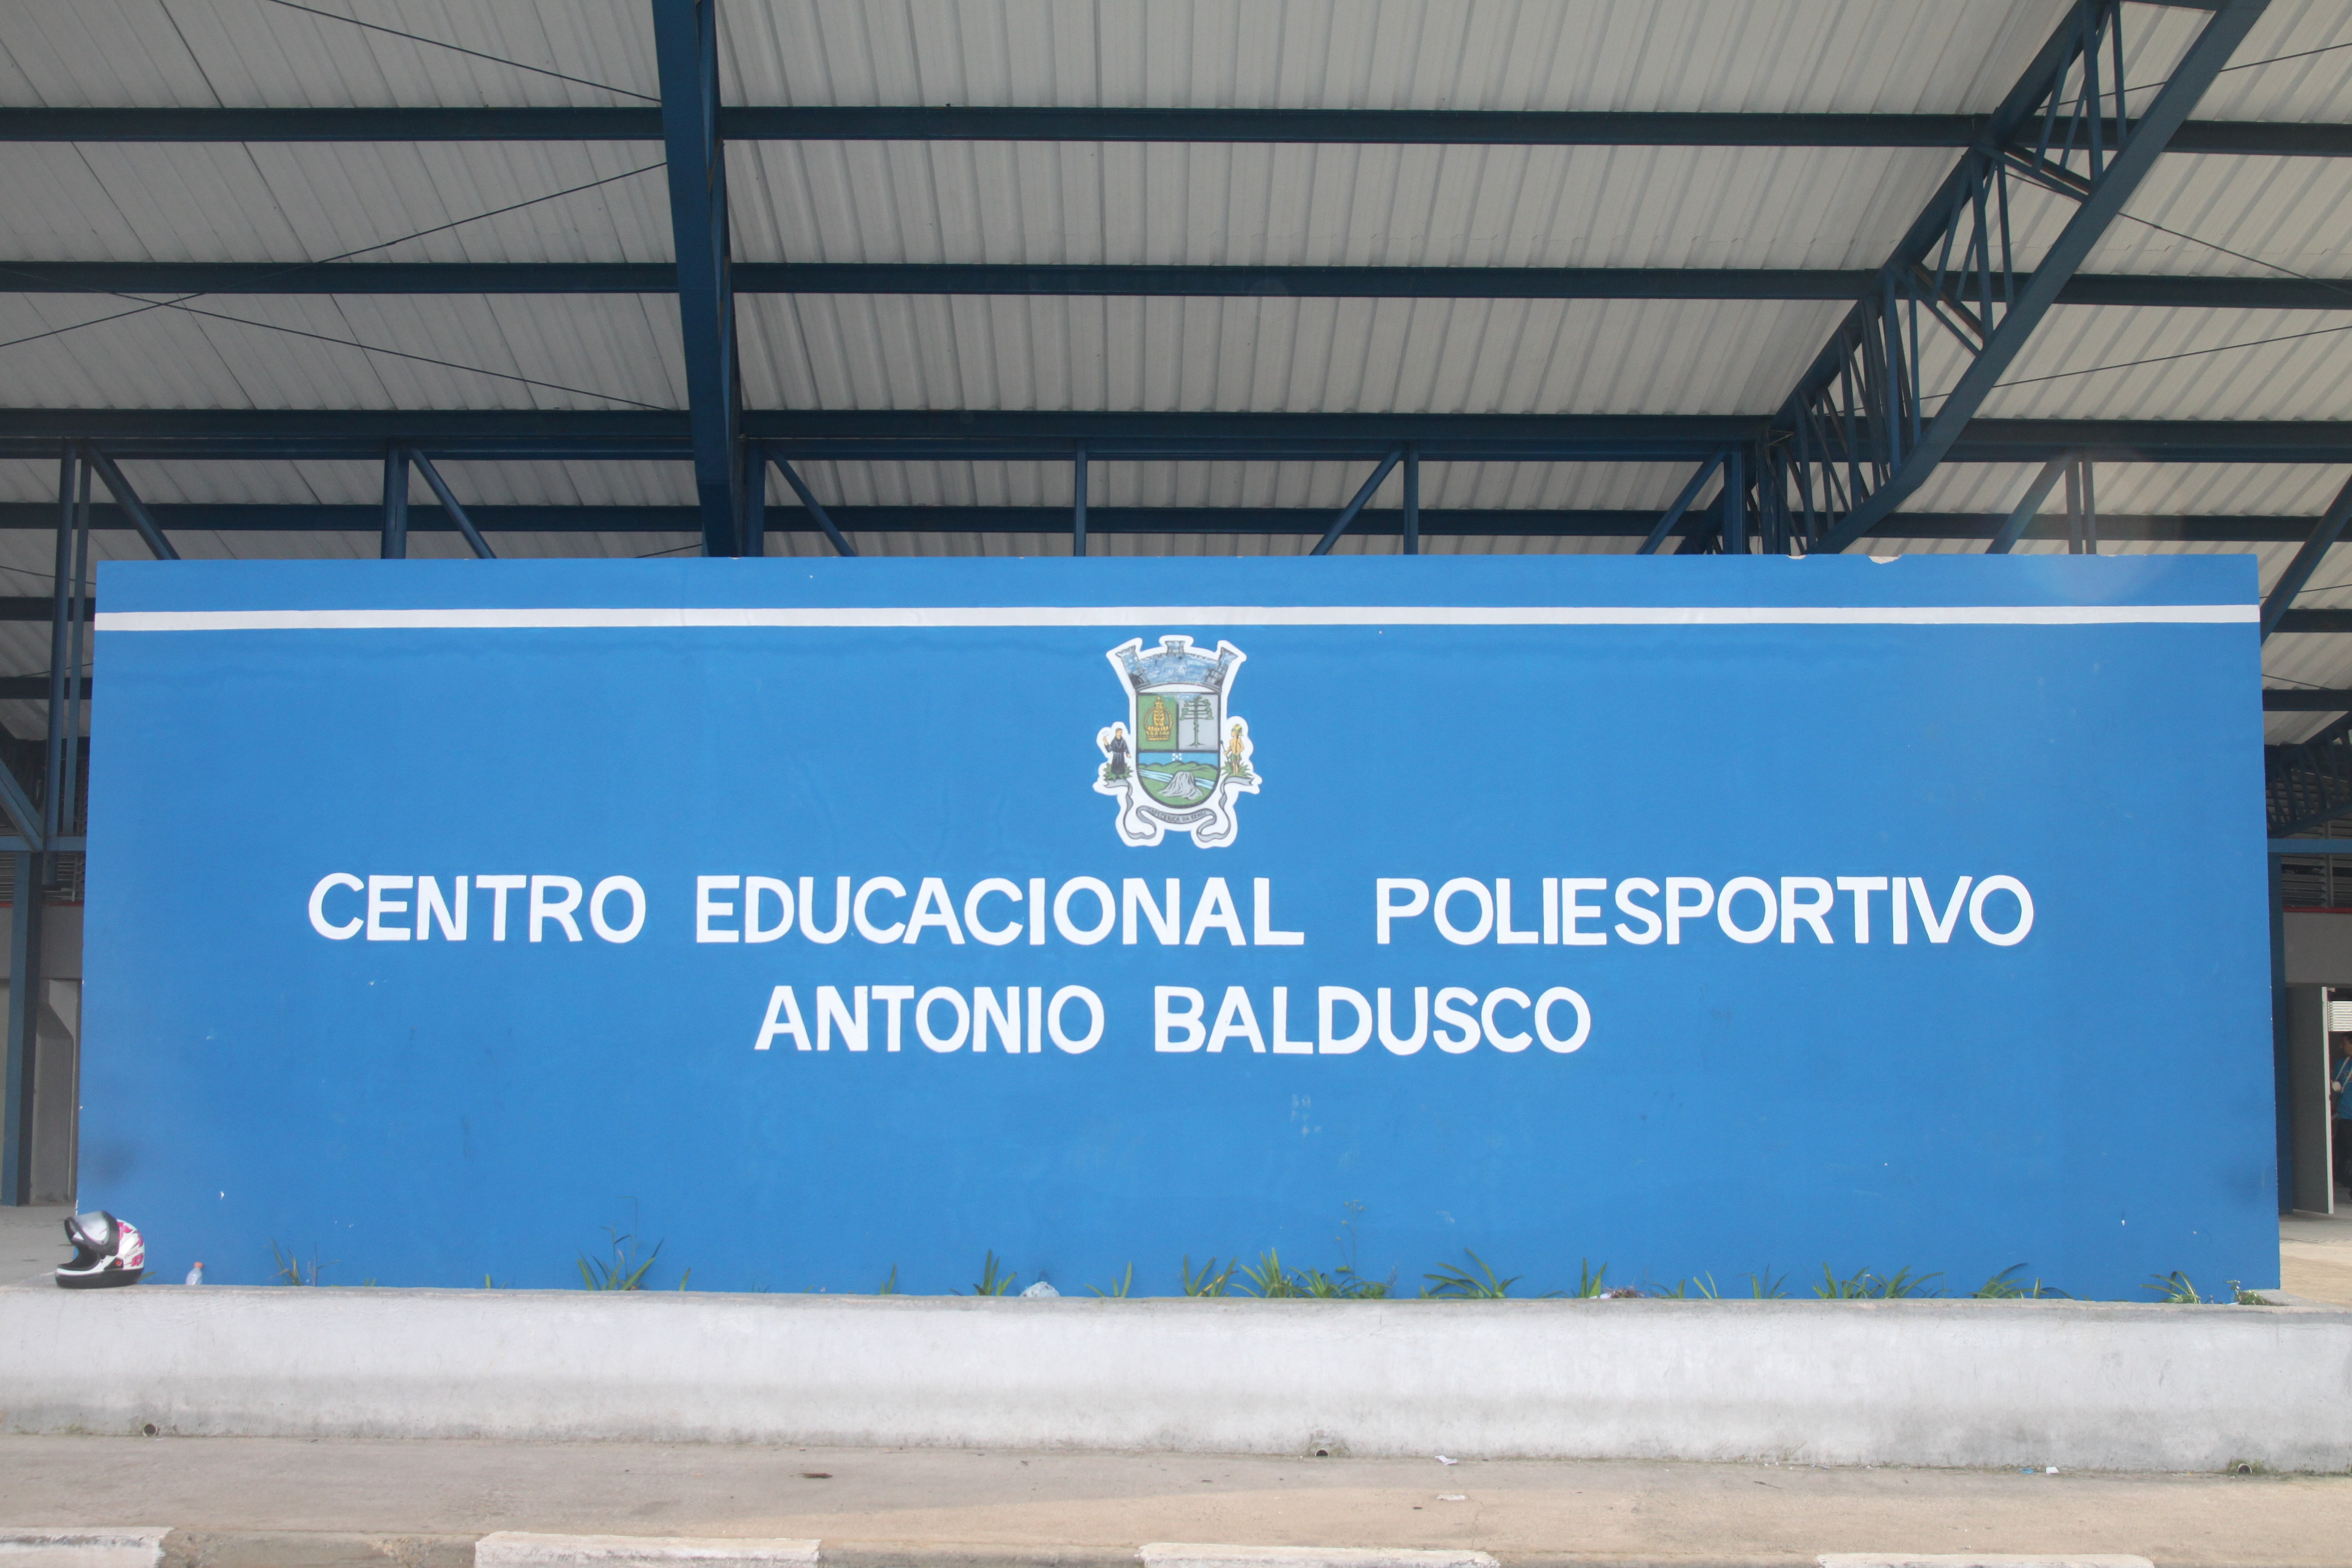 CENTRO EDUCACIONAL POLIESPORTIVO
ANTONIO BALDUSCO